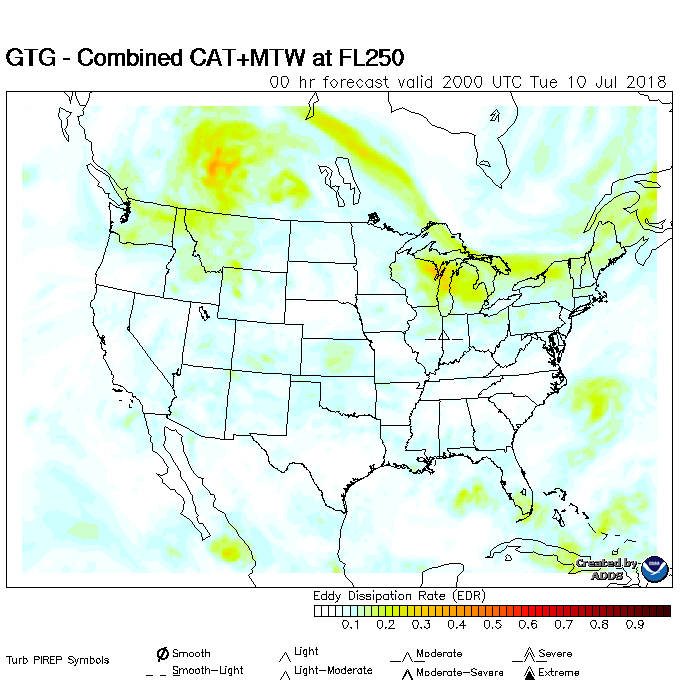 GTG - Combined CAT+MTW at FL250
00 hr forecast valid 2000 UTC Tue 10 Jul 2018
Created by
ADDS
Eddy Dissipation Rate (EDR)
0.1 0.2 0.3 0.4 0.5 0.6 0.7 0.8 0.9
Turb PIREP Symbols
Smooth Light Moderate Severe
Smooth-Light Light-Moderate Moderate-Severe Extreme